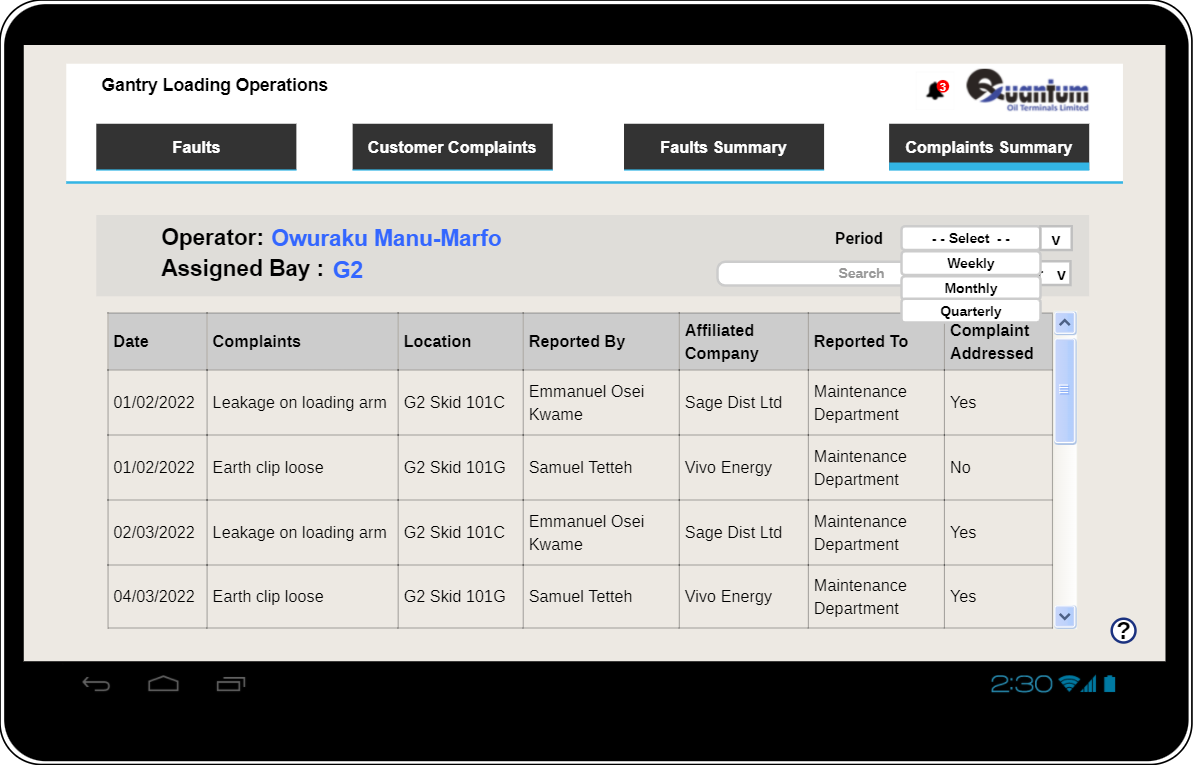 Gantry Loading Operations
3
Quantum
Oil Terminals Limited
Faults
Customer Complaints
Faults Summary
Complaints Summary
Operator: Owuraku Manu-Marfo
Assigned Bay : G2
Period
- - Select - -
v
Weekly
Search
v
Monthly
Quarterly
Date
Complaints
Location
Reported By
Affiliated
Company
Reported To
Complaint
Addressed
01/02/2022
Leakage on loading arm
G2 Skid 101C
Emmanuel Osei
Kwame
Sage Dist Ltd
Maintenance
Department
Yes
01/02/2022
Earth clip loose
G2 Skid 101G
Samuel Tetteh
Vivo Energy
Maintenance
Department
No
02/03/2022
Leakage on loading arm
G2 Skid 101C
Emmanuel Osei
Kwame
Sage Dist Ltd
Maintenance
Department
Yes
04/03/2022
Earth clip loose
G2 Skid 101G
Samuel Tetteh
Vivo Energy
Maintenance
Department
Yes
?
2:30